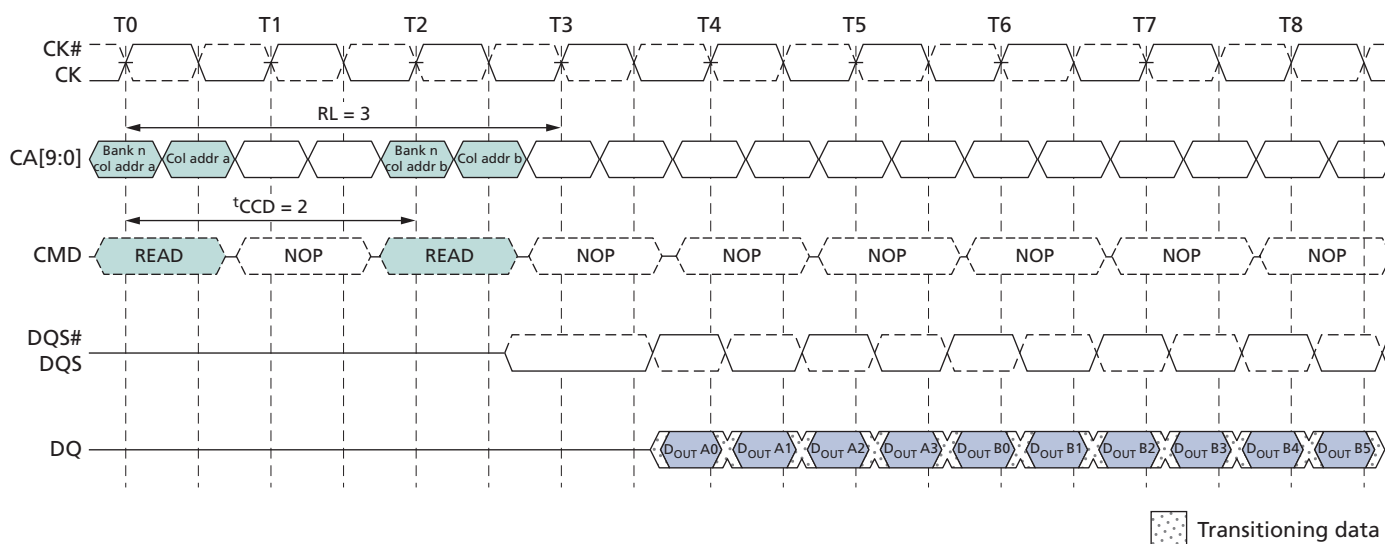 T0 T1 T2 T3 T4 T5 T6 T7 T8
CK#
CK
RL = 3
CA[9:0]
Bank n
col addr a
Col addr a
Bank n
col addr b
Col addr b
tCCD = 2
CMD READ NOP READ NOP NOP NOP NOP NOP NOP
DQS#
DQS
DQ DOUT A0 DOUT A1 DOUT A2 DOUT A3 DOUT B0 DOUT B1 DOUT B2 DOUT B3 DOUT B4 DOUT B5
Transitioning data